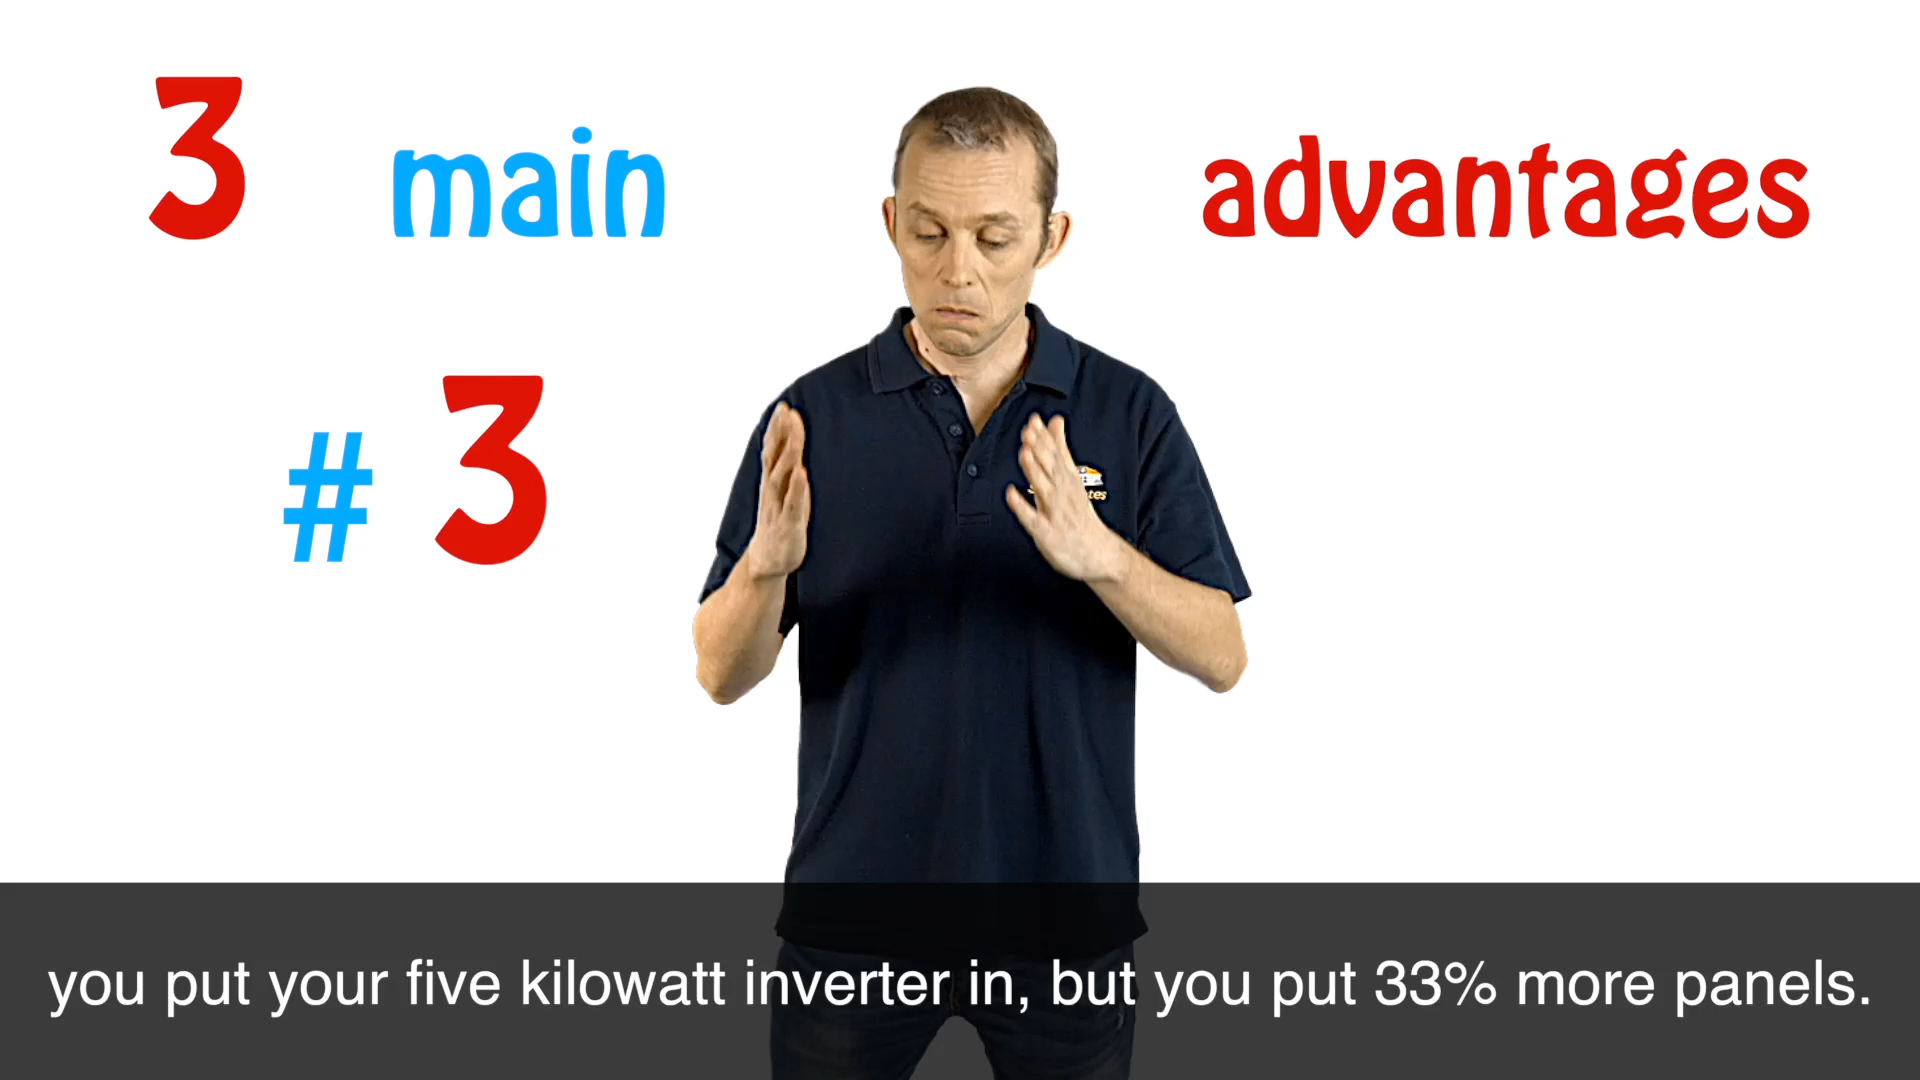 3 main advantages
# 3
you put your five kilowatt inverter in, but you put 33% more panels.